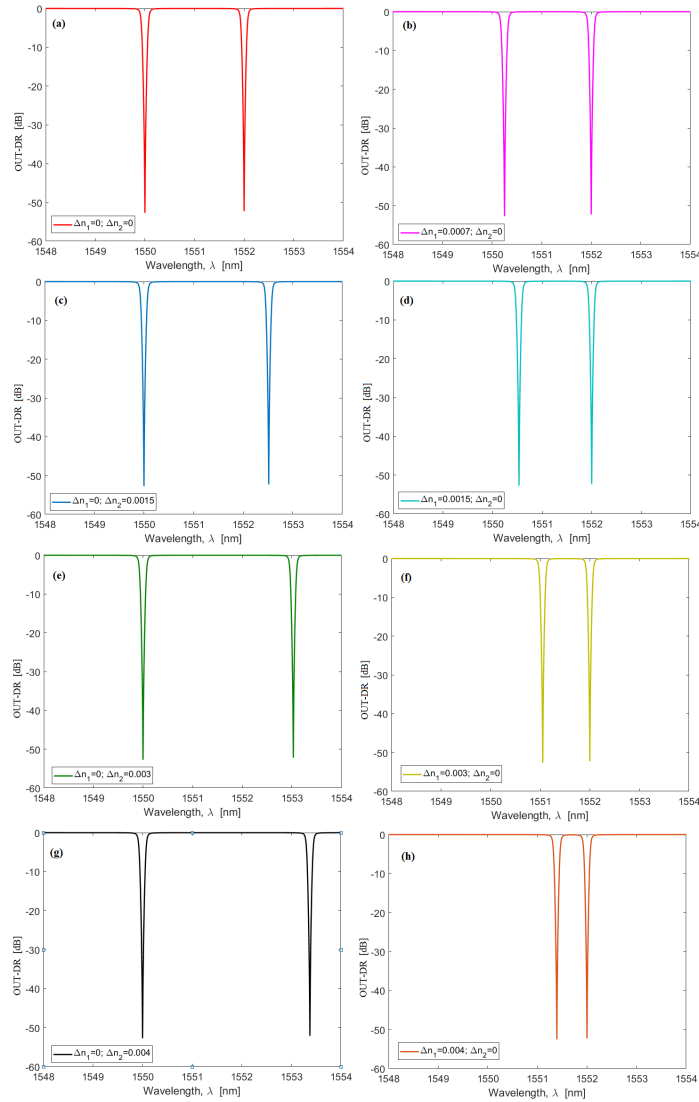 (a)
0
-10
-20
-30
-40
-50
-60
OUT-DR [dB]
Δn1=0; Δn2=0
1548 1549 1550 1551 1552 1553 1554
Wavelength, λ [nm]
(b)
0
-10
-20
-30
-40
-50
-60
OUT-DR [dB]
Δn1=0.0007; Δn2=0
1548 1549 1550 1551 1552 1553 1554
Wavelength, λ [nm]
(c)
0
-10
-20
-30
-40
-50
-60
OUT-DR [dB]
Δn1=0; Δn2=0.0015
1548 1549 1550 1551 1552 1553 1554
Wavelength, λ [nm]
(d)
0
-10
-20
-30
-40
-50
-60
OUT-DR [dB]
Δn1=0.0015; Δn2=0
1548 1549 1550 1551 1552 1553 1554
Wavelength, λ [nm]
(e)
0
-10
-20
-30
-40
-50
-60
OUT-DR [dB]
Δn1=0; Δn2=0.003
1548 1549 1550 1551 1552 1553 1554
Wavelength, λ [nm]
(f)
0
-10
-20
-30
-40
-50
-60
OUT-DR [dB]
Δn1=0.003; Δn2=0
1548 1549 1550 1551 1552 1553 1554
Wavelength, λ [nm]
(g)
0
-10
-20
-30
-40
-50
-60
OUT-DR [dB]
Δn1=0; Δn2=0.004
1548 1549 1550 1551 1552 1553 1554
Wavelength, λ [nm]
(h)
0
-10
-20
-30
-40
-50
-60
OUT-DR [dB]
Δn1=0.004; Δn2=0
1548 1549 1550 1551 1552 1553 1554
Wavelength, λ [nm]